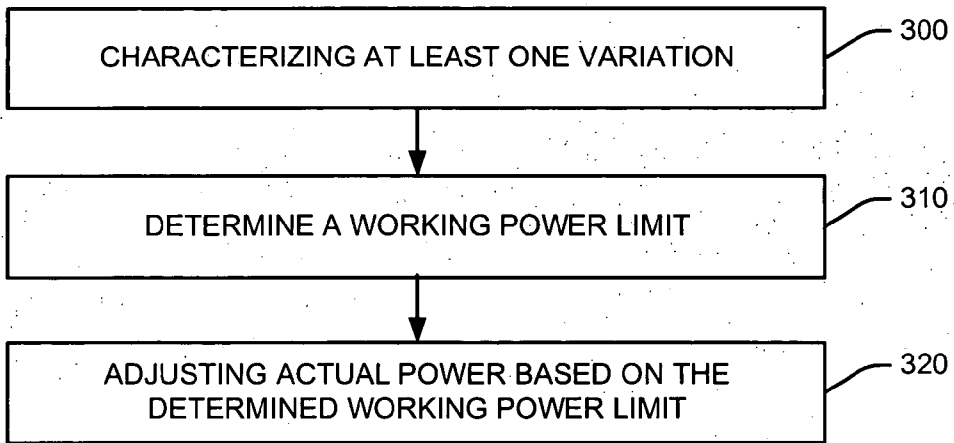 CHARACTERIZING AT LEAST ONE VARIATION
300
DETERMINE A WORKING POWER LIMIT
310
ADJUSTING ACTUAL POWER BASED ON THE
DETERMINED WORKING POWER LIMIT
320